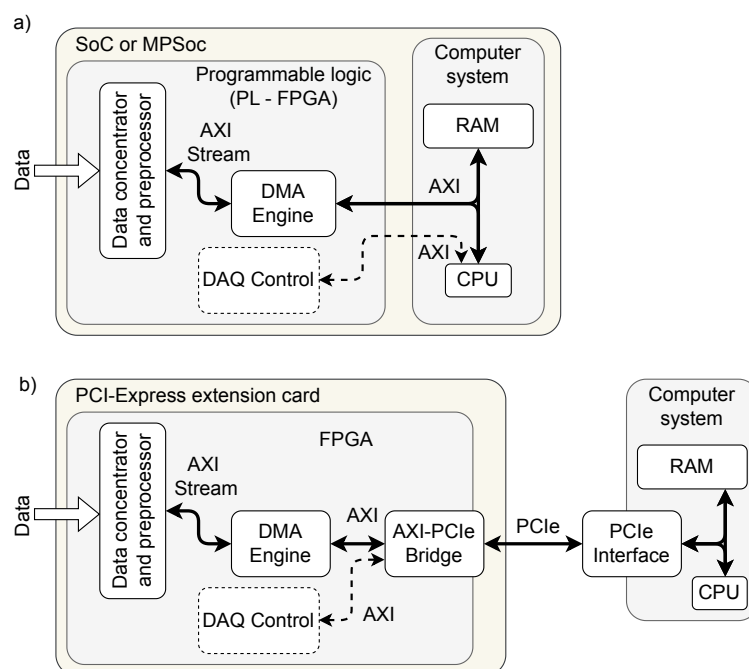 a)
SoC or MPSoc
Programmable logic
(PL - FPGA)
Computer
system
Data
Data concentrator
and preprocessor
AXI
Stream
DMA
Engine
AXI
RAM
DAQ Control
AXI
CPU
b)
PCI-Express extension card
FPGA
Computer
system
Data
Data concentrator
and preprocessor
AXI
Stream
DMA
Engine
AXI
AXI-PCIe
Bridge
PCIe
PCIe
Interface
RAM
CPU
DAQ Control
AXI